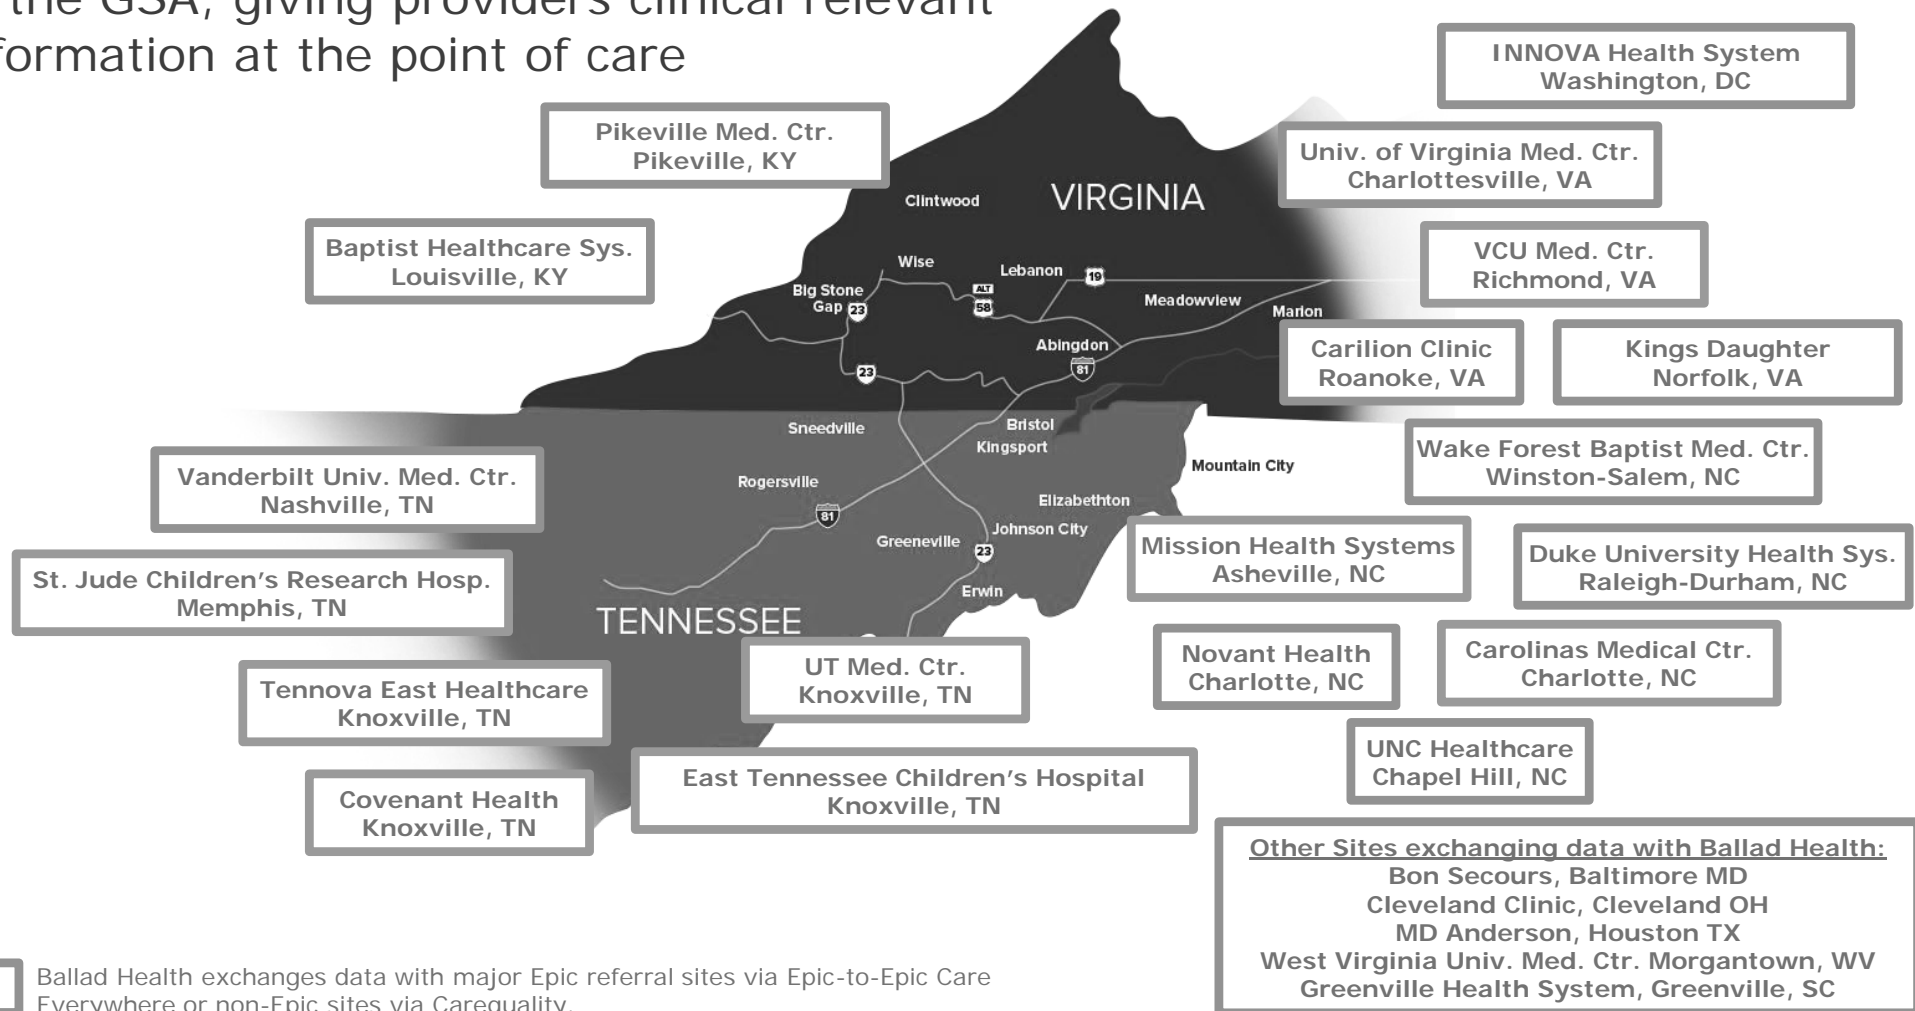 the GSA, giving providers clinical relevant
formation at the point of care
INNOVA Health System
Washington, DC
Pikeville Med. Ctr.
Pikeville, KY
Univ. of Virginia Med. Ctr.
Charlottesville, VA
Clintwood
VIRGINIA
Baptist Healthcare Sys.
Louisville, KY
VCU Med. Ctr.
Richmond, VA
Wise
Lebanon
19
Big Stone
Gap
23
ALT
58
Meadowview
Marion
Abingdon
81
23
Carilion Clinic
Roanoke, VA
Kings Daughter
Norfolk, VA
Sneedville
Bristol
Kingsport
Wake Forest Baptist Med. Ctr.
Winston-Salem, NC
Vanderbilt Univ. Med. Ctr.
Nashville, TN
Mountain City
Rogersville
Elizabethton
81
Greeneville
Johnson City
23
Mission Health Systems
Asheville, NC
Duke University Health Sys.
Raleigh-Durham, NC
St. Jude Children's Research Hosp.
Memphis, TN
Erwin
TENNESSEE
UT Med. Ctr.
Knoxville, TN
Novant Health
Charlotte, NC
Carolinas Medical Ctr.
Charlotte, NC
Tennova East Healthcare
Knoxville, TN
UNC Healthcare
Chapel Hill, NC
East Tennessee Children's Hospital
Knoxville, TN
Covenant Health
Knoxville, TN
Other Sites exchanging data with Ballad Health:
Bon Secours, Baltimore MD
Cleveland Clinic, Cleveland OH
MD Anderson, Houston TX
West Virginia Univ. Med. Ctr. Morgantown, WV
Greenville Health System, Greenville, SC
Ballad Health exchanges data with major Epic referral sites via Epic-to-Epic Care
Everywhere or non-Epic sites via Carequality.